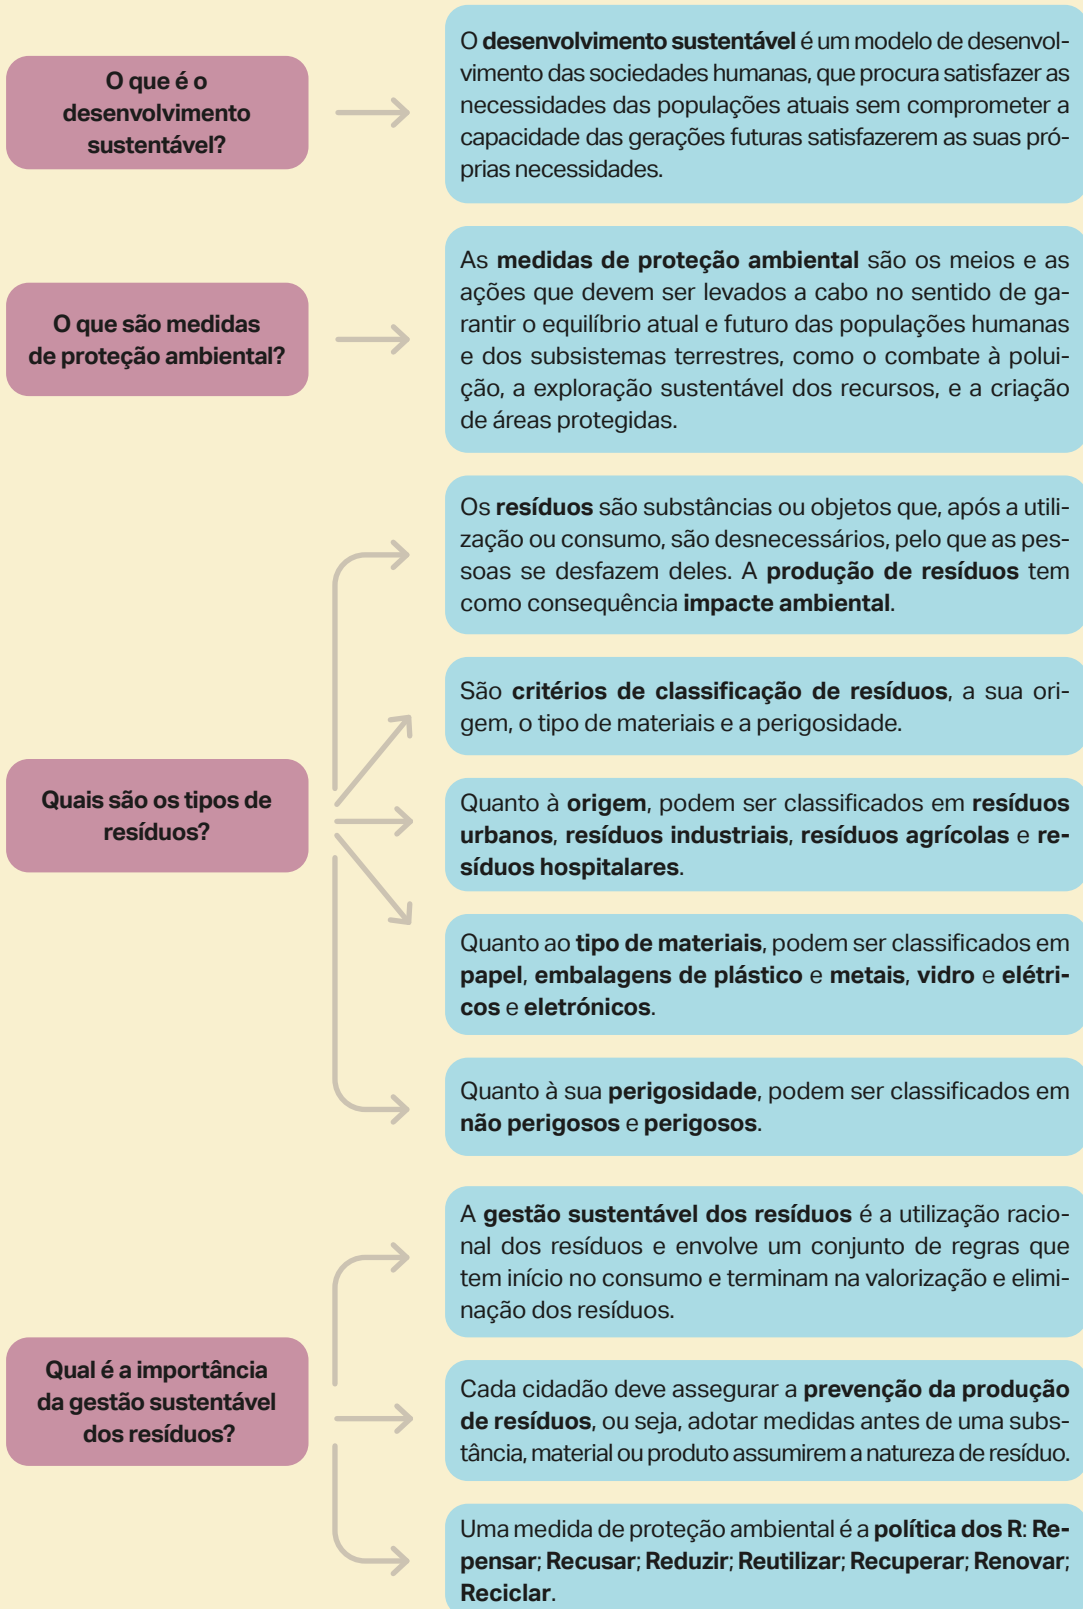 O que é o
desenvolvimento
sustentável?
O desenvolvimento sustentável é um modelo de desenvol-
vimento das sociedades humanas, que procura satisfazer as
necessidades das populações atuais sem comprometer a
capacidade das gerações futuras satisfazerem as suas pró-
prias necessidades.
O que são medidas
de proteção ambiental?
As medidas de proteção ambiental são os meios e as
ações que devem ser levados a cabo no sentido de ga-
rantir o equilíbrio atual e futuro das populações humanas
e dos subsistemas terrestres, como o combate à polui-
ção, a exploração sustentável dos recursos, e a criação
de áreas protegidas.
Quais são os tipos de
resíduos?
Os resíduos são substâncias ou objetos que, após a utili-
zação ou consumo, são desnecessários, pelo que as pes-
soas se desfazem deles. A produção de resíduos tem
como consequência impacte ambiental.
São critérios de classificação de resíduos, a sua ori-
gem, o tipo de materiais e a perigosidade.
Quanto à origem, podem ser classificados em resíduos
urbanos, resíduos industriais, resíduos agrícolas e re-
síduos hospitalares.
Quanto ao tipo de materiais, podem ser classificados em
papel, embalagens de plástico e metais, vidro e elétri-
cos e eletrónicos.
Quanto à sua perigosidade, podem ser classificados em
não perigosos e perigosos.
Qual é a importância
da gestão sustentável
dos resíduos?
A gestão sustentável dos resíduos é a utilização racio-
nal dos resíduos e envolve um conjunto de regras que
tem início no consumo e terminam na valorização e elimi-
nação dos resíduos.
Cada cidadão deve assegurar a prevenção da produção
de resíduos, ou seja, adotar medidas antes de uma subs-
tância, material ou produto assumirem a natureza de resíduo.
Uma medida de proteção ambiental é a política dos R: Re-
pensar; Recusar; Reduzir; Reutilizar; Recuperar; Renovar;
Reciclar.